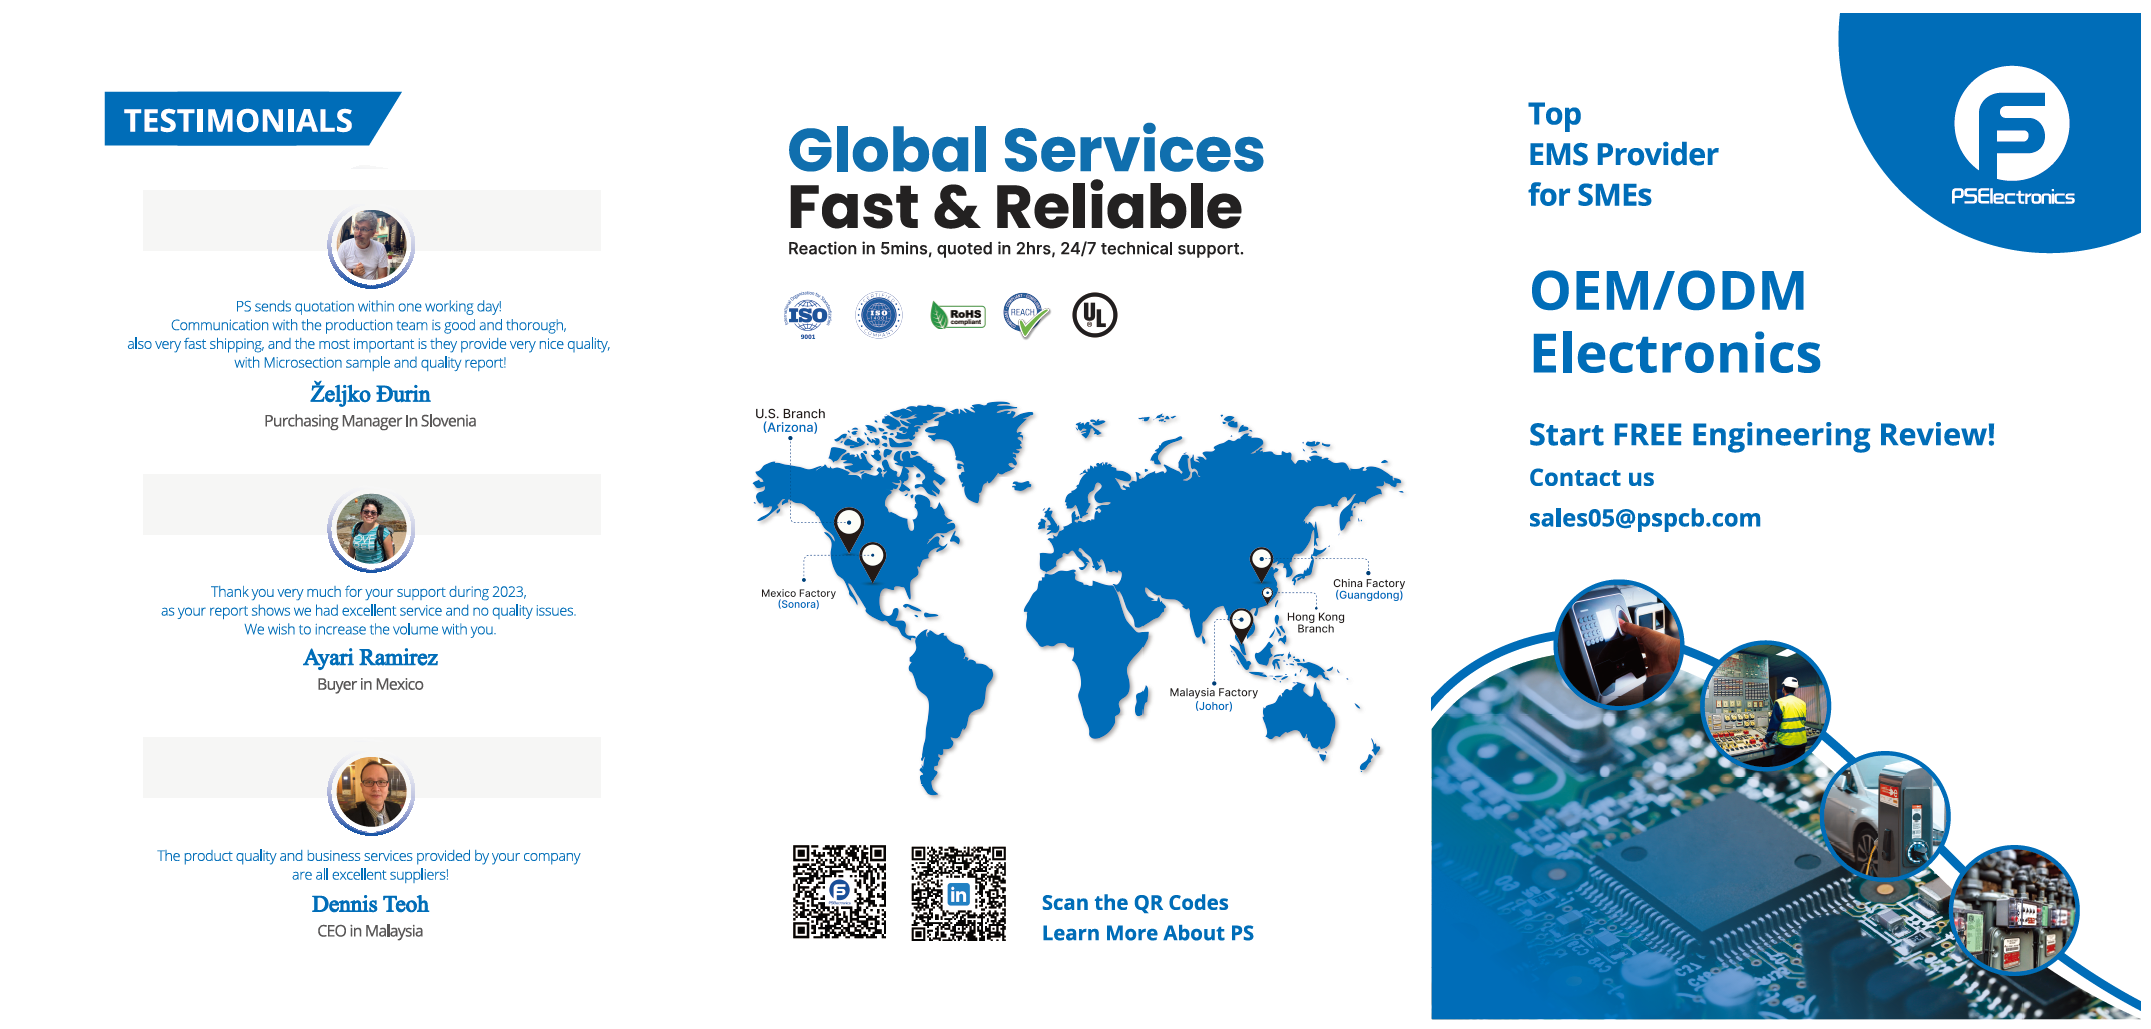 TESTIMONIALS
PS sends quotation within one working day!
Communication with the production team is good and thorough,
also very fast shipping, and the most important is they provide very nice quality,
with Microsection sample and quality report!
Željko Đurin
Purchasing Manager In Slovenia
Thank you very much for your support during 2023,
as your report shows we had excellent service and no quality issues.
We wish to increase the volume with you.
Ayari Ramirez
Buyer in Mexico
The product quality and business services provided by your company
are all excellent suppliers!
Dennis Teoh
CEO in Malaysia
Global Services
Fast & Reliable
Reaction in 5mins, quoted in 2hrs, 24/7 technical support.
ISO
9001
ISO
14001
RoHS
compliant
REACH
UL
U.S. Branch
(Arizona)
Mexico Factory
(Sonora)
China Factory
(Guangdong)
Hong Kong
Branch
Malaysia Factory
(Johor)
in
Scan the QR Codes
Learn More About PS
Top
EMS Provider
for SMEs
PSElectronics
OEM/ODM
Electronics
Start FREE Engineering Review!
Contact us
sales05@pspcb.com